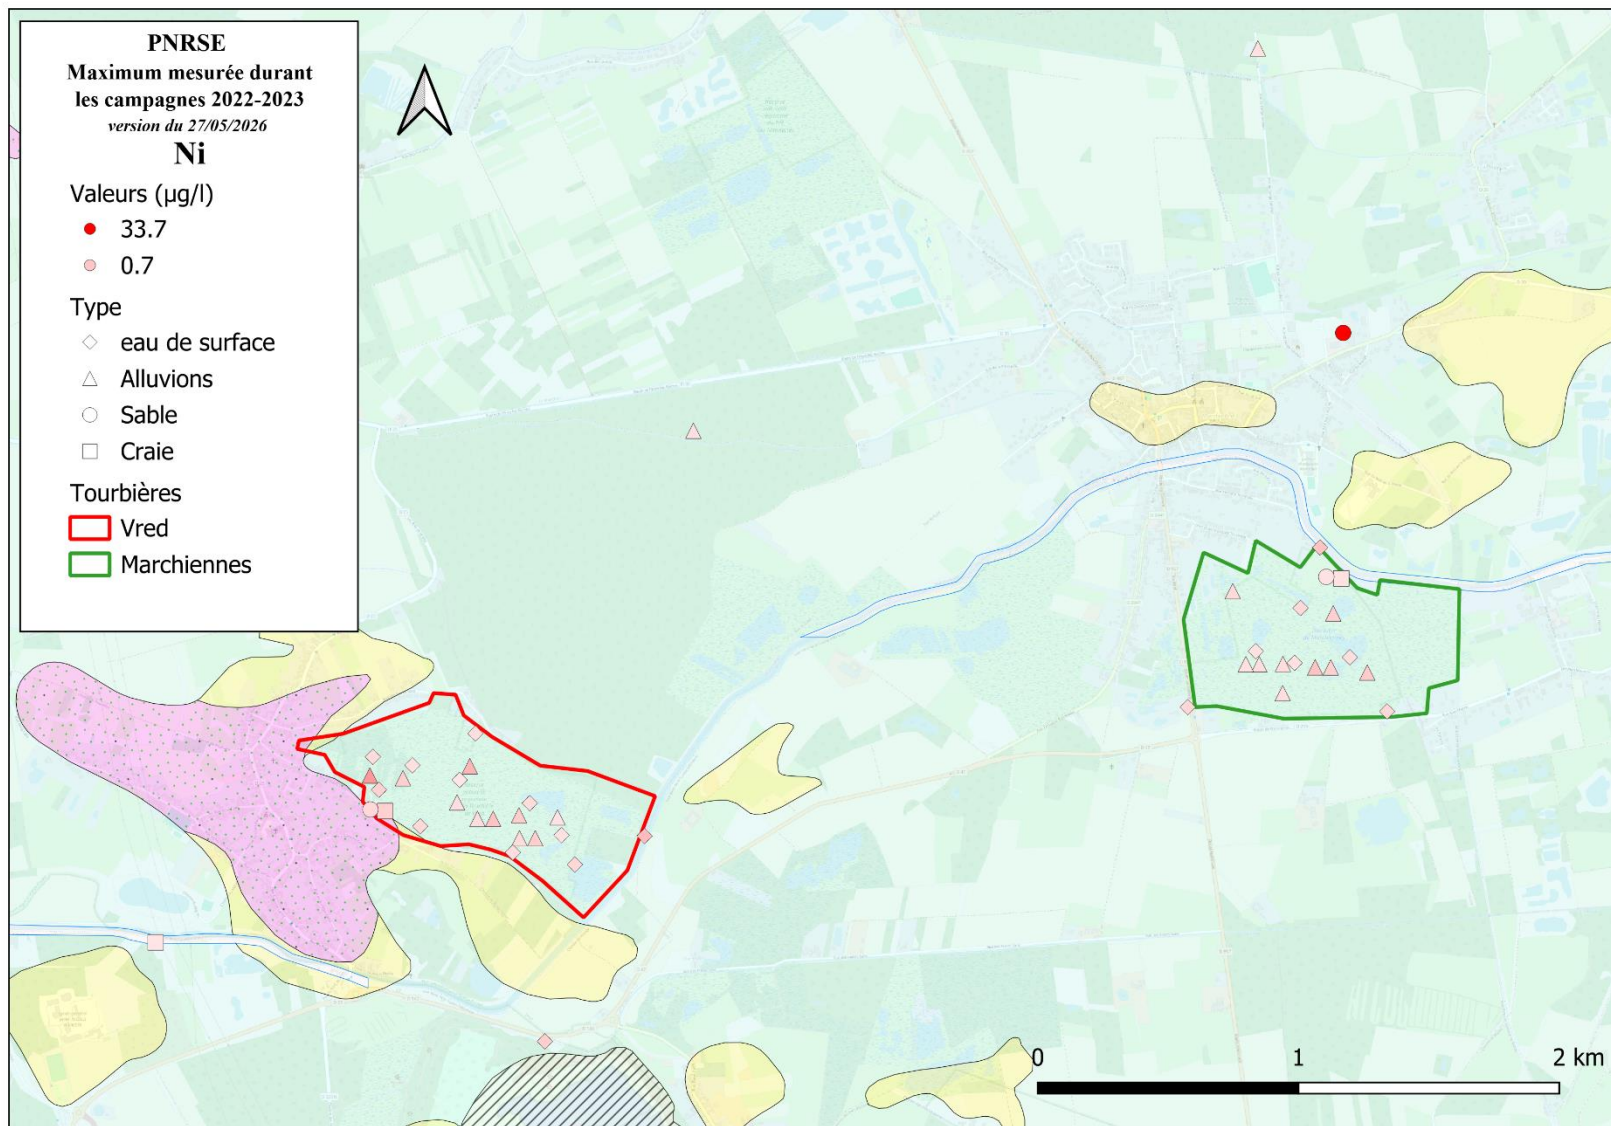 PNRSE
Maximum mesurée durant
les campagnes 2022-2023
version du 27/05/2026
Ni
Valeurs (µg/l)
33.7
0.7
Type
eau de surface
Alluvions
Sable
Craie
Tourbières
Vred
Marchiennes
0 1 2 km